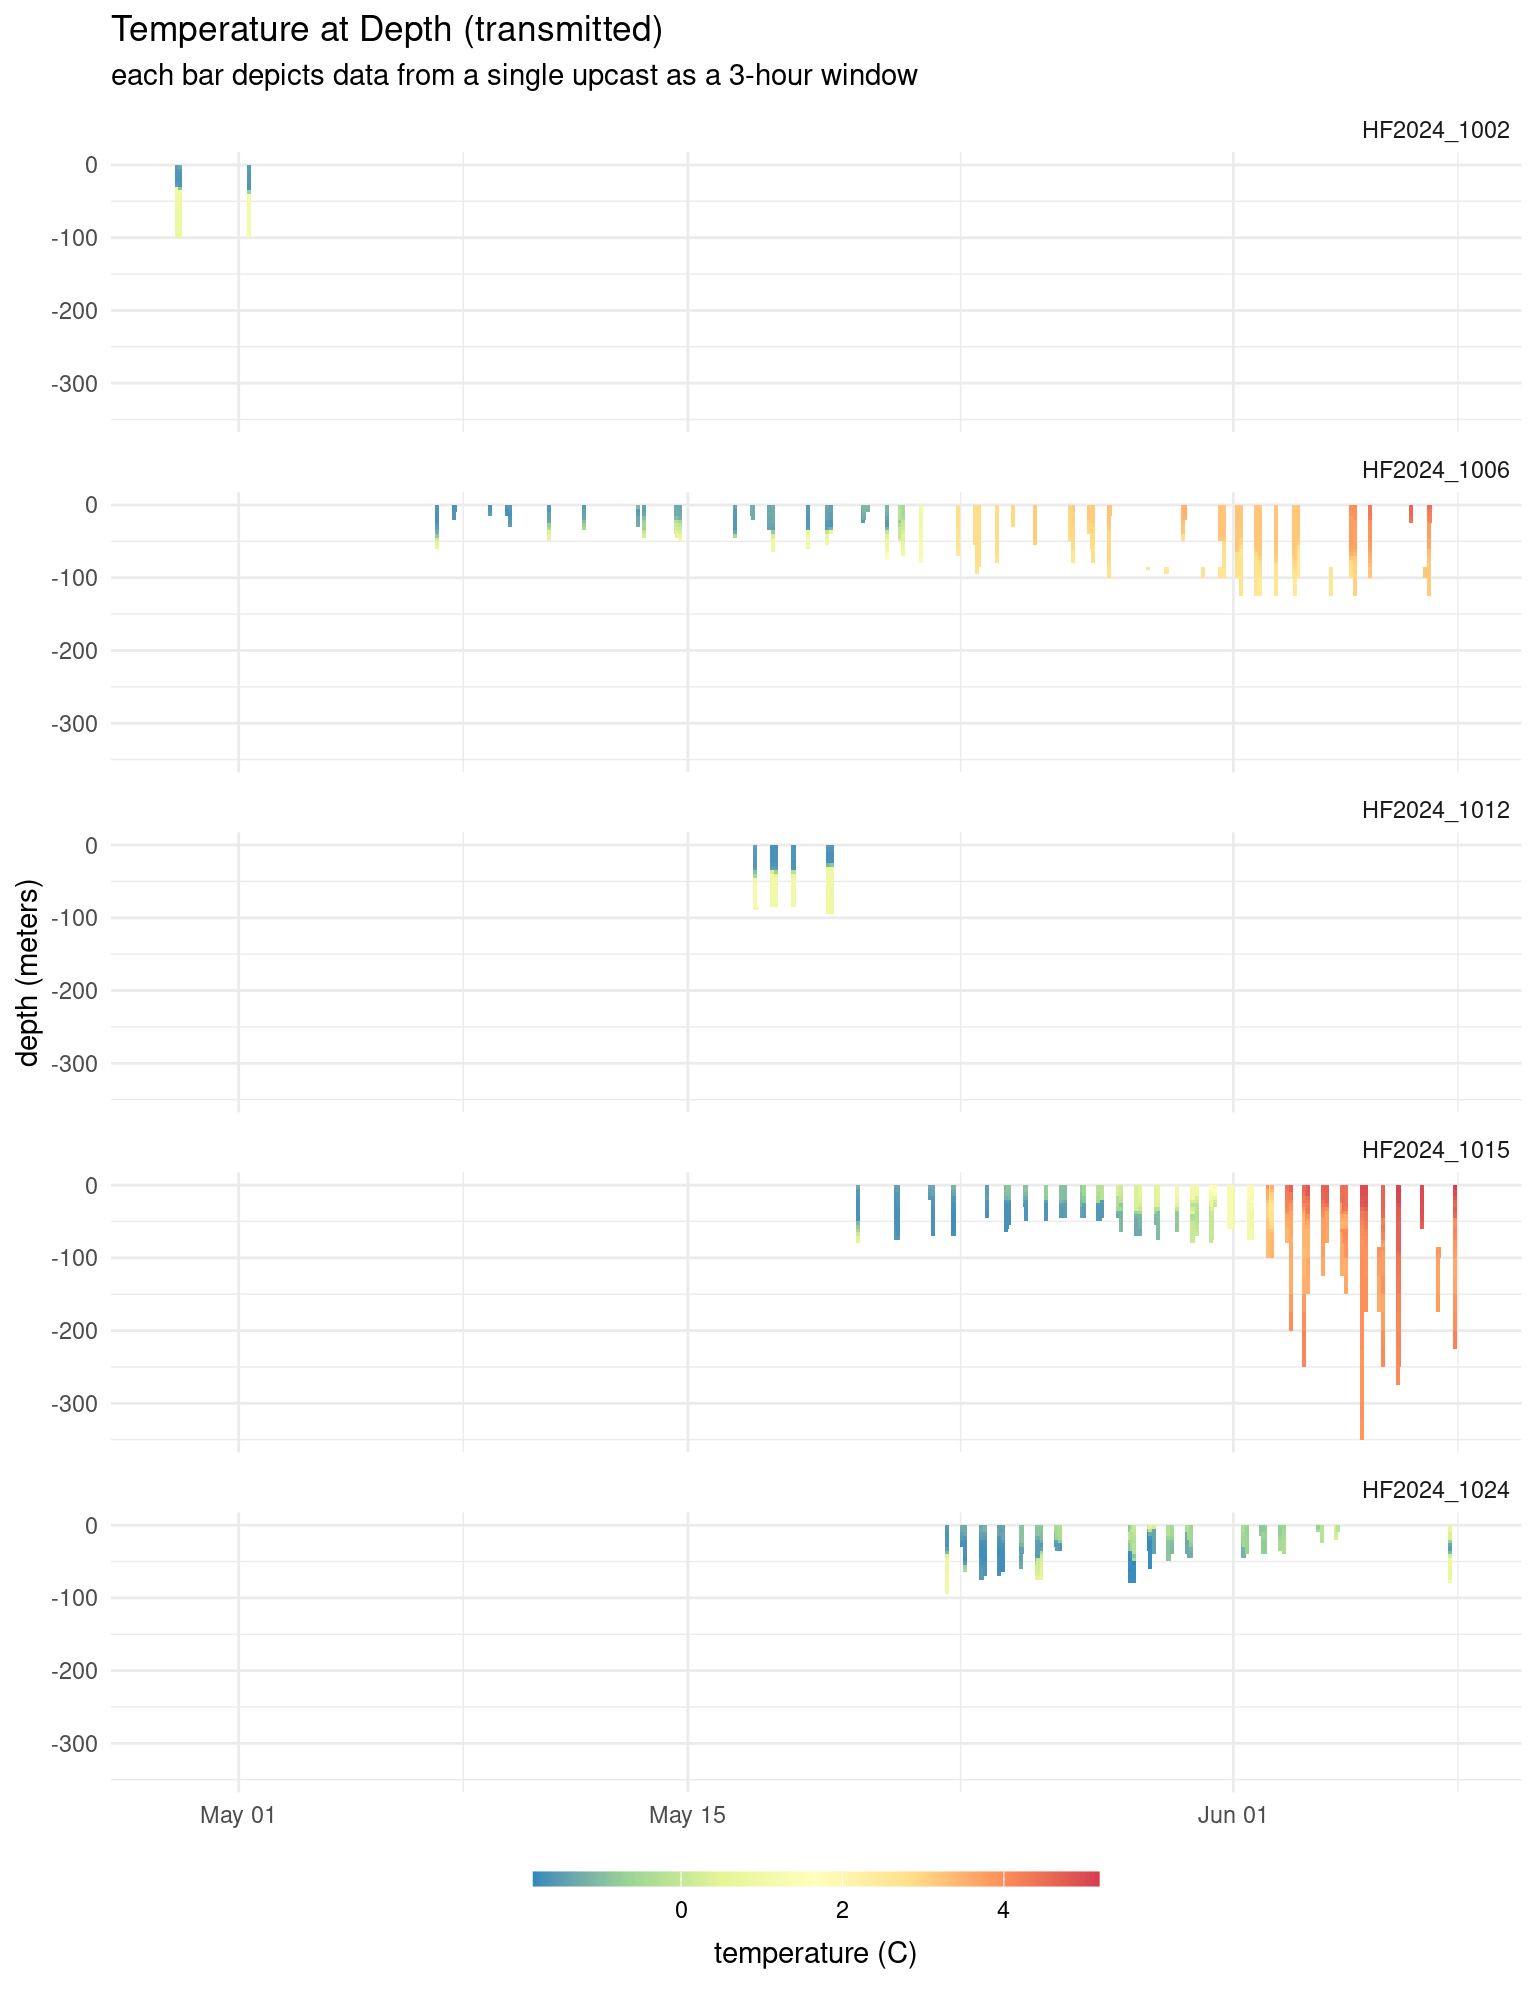 Temperature at Depth (transmitted)
each bar depicts data from a single upcast as a 3-hour window
HF2024_1002
0
-100
-200
-300
HF2024_1006
0
-100
-200
-300
HF2024_1012
0
-100
-200
-300
depth (meters)
HF2024_1015
0
-100
-200
-300
HF2024_1024
0
-100
-200
-300
May 01 May 15 Jun 01
0 2 4
temperature (C)